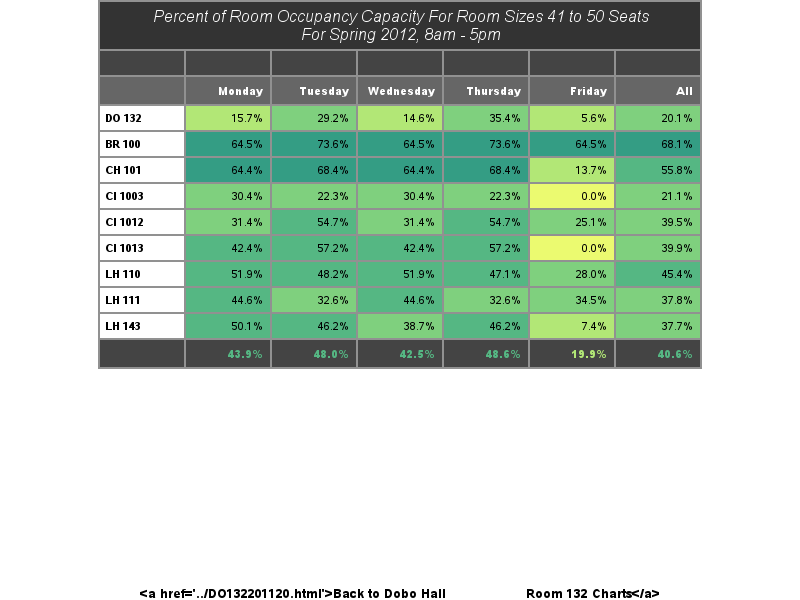 Percent of Room Occupancy Capacity For Room Sizes 41 to 50 Seats
For Spring 2012, 8am - 5pm
Monday Tuesday Wednesday Thursday Friday All
DO 132 15.7% 29.2% 14.6% 35.4% 5.6% 20.1%
BR 100 64.5% 73.6% 64.5% 73.6% 64.5% 68.1%
CH 101 64.4% 68.4% 64.4% 68.4% 13.7% 55.8%
CI 1003 30.4% 22.3% 30.4% 22.3% 0.0% 21.1%
CI 1012 31.4% 54.7% 31.4% 54.7% 25.1% 39.5%
CI 1013 42.4% 57.2% 42.4% 57.2% 0.0% 39.9%
LH 110 51.9% 48.2% 51.9% 47.1% 28.0% 45.4%
LH 111 44.6% 32.6% 44.6% 32.6% 34.5% 37.8%
LH 143 50.1% 46.2% 38.7% 46.2% 7.4% 37.7%
43.9% 48.0% 42.5% 48.6% 19.9% 40.6%
<a href='../DO132201120.html'>Back to Dobo Hall Room 132 Charts</a>